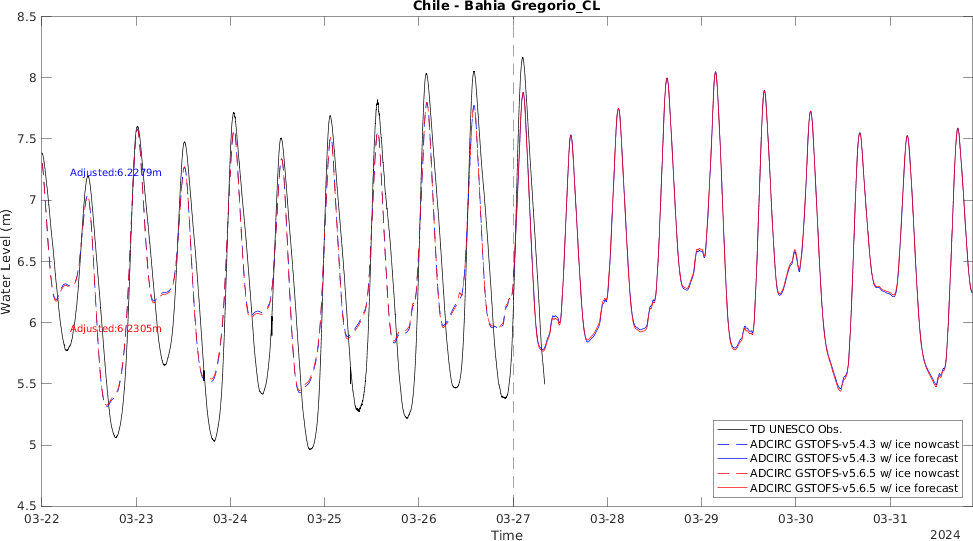 Chile - Bahia Gregorio_CL
8.5
8
7.5
7
6.5
6
5.5
5
4.5
Water Level (m)
Adjusted:6.2279m
Adjusted:6.2305m
TD UNESCO Obs.
ADCIRC GSTOFS-v5.4.3 w/ ice nowcast
ADCIRC GSTOFS-v5.4.3 w/ ice forecast
ADCIRC GSTOFS-v5.6.5 w/ ice nowcast
ADCIRC GSTOFS-v5.6.5 w/ ice forecast
03-22 03-23 03-24 03-25 03-26 03-27 03-28 03-29 03-30 03-31
Time
2024